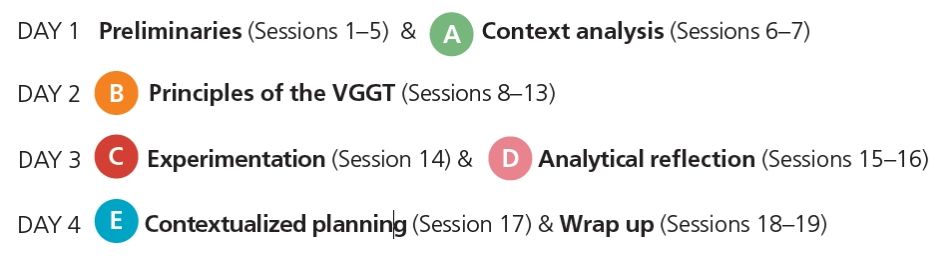 DAY 1 Preliminaries (Sessions 1–5) & A Context analysis (Sessions 6–7)
DAY 2 B Principles of the VGGT (Sessions 8–13)
DAY 3 C Experimentation (Session 14) & D Analytical reflection (Sessions 15–16)
DAY 4 E Contextualized planning (Session 17) & Wrap up (Sessions 18–19)